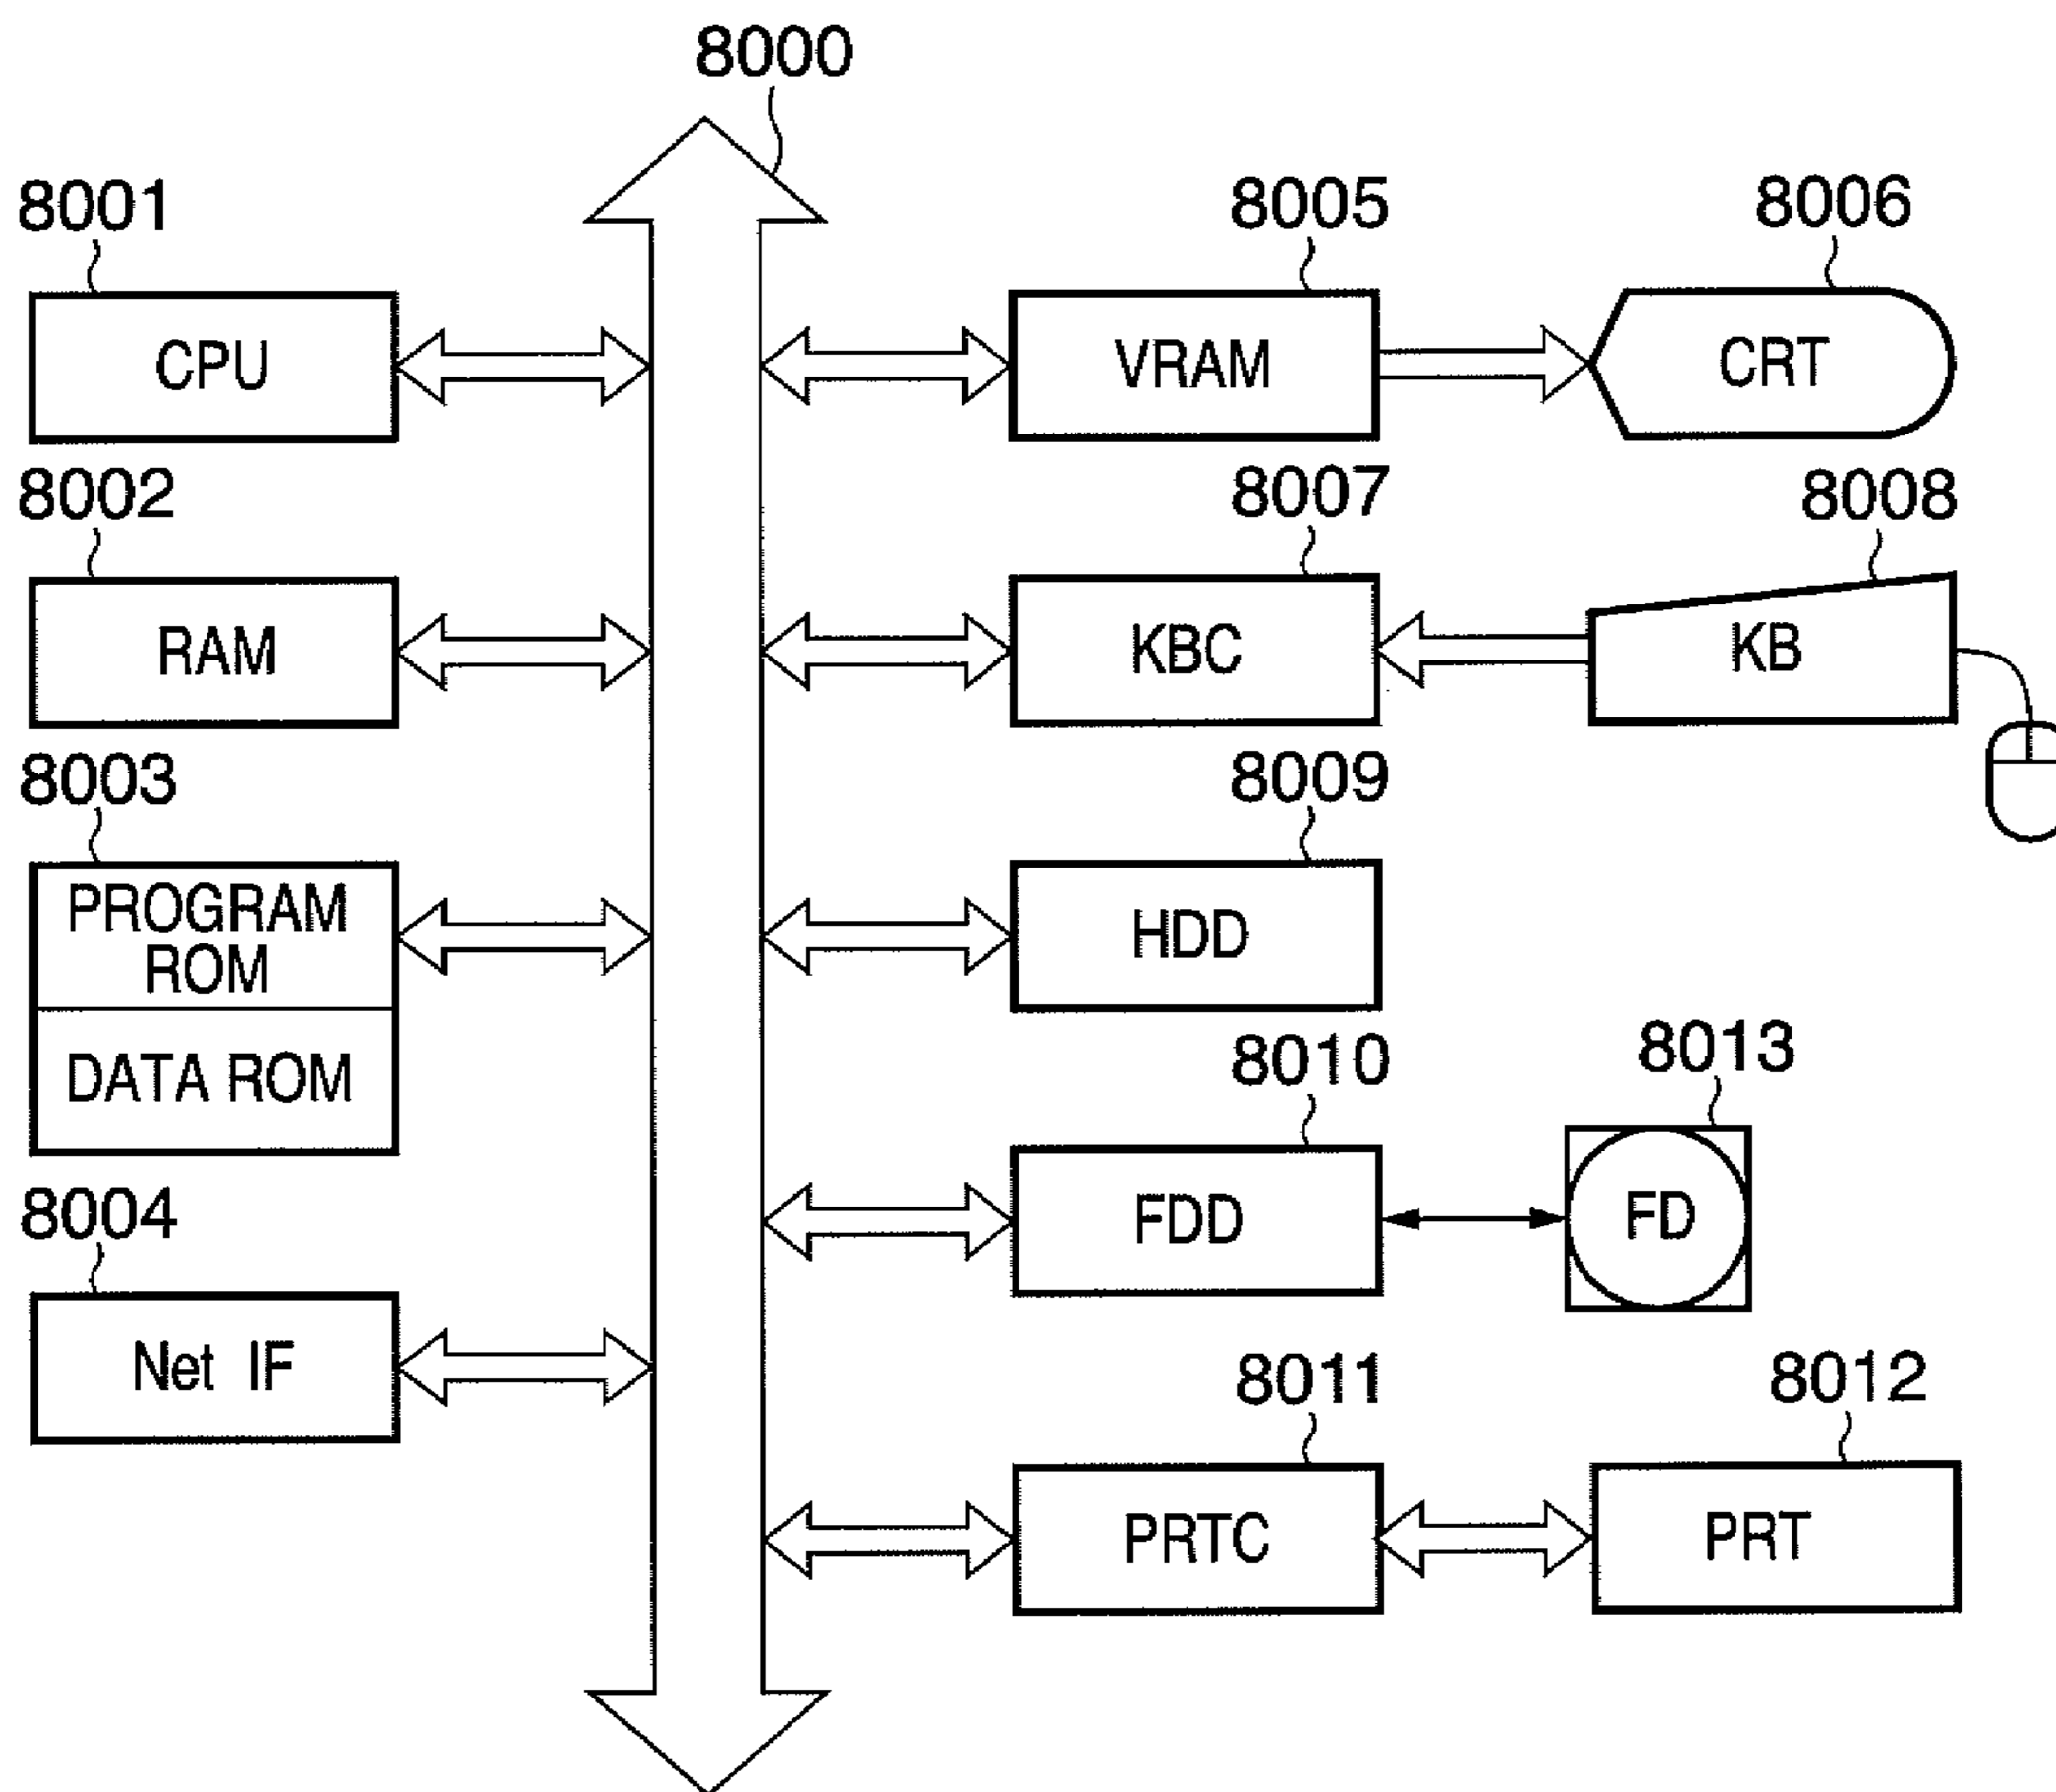 8000
8001
8005
8006
CPU
VRAM
CRT
8002
8007
8008
RAM
KBC
KB
8003
8009
PROGRAM
ROM
HDD
DATA ROM
8010
8013
8004
FDD
FD
Net IF
8011
8012
PRTC
PRT